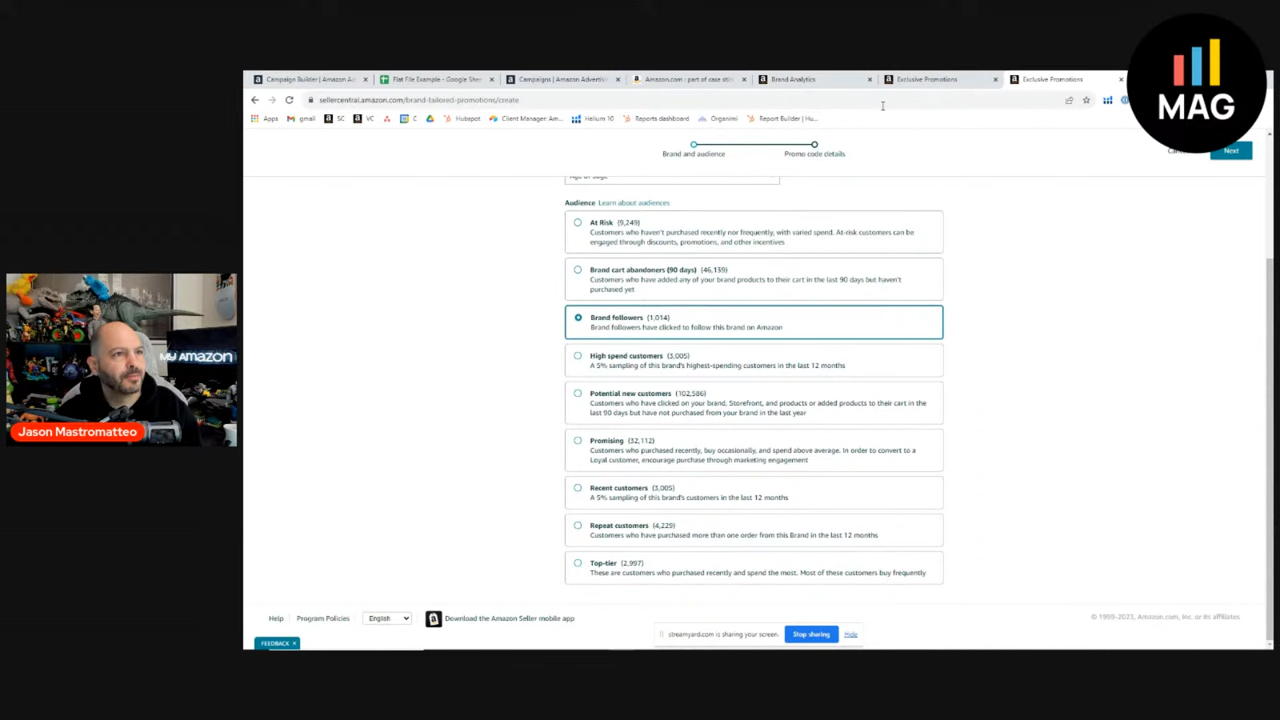 Campaign Builder | Amazon Ad
Flat File Example - Google She
Campaigns | Amazon Advertisi
Amazon.com : part of case stic
Brand Analytics
Exclusive Promotions
Exclusive Promotions
MAG
sellercentral.amazon.com/brand-tailored-promotions/create
Apps
gmail
SC
VC
C
Hubspot
Client Manager: Am...
Helium 10
Reports dashboard
Organimi
Report Builder | Hu...
Brand and audience
Promo code details
Next
Audience Learn about audiences
At Risk (9,249)
Customers who haven't purchased recently nor frequently, with varied spend. At-risk customers can be
engaged through discounts, promotions, and other incentives
Brand cart abandoners (90 days) (46,139)
Customers who have added any of your brand products to their cart in the last 90 days but haven't
purchased yet
Brand followers (1,014)
Brand followers have clicked to follow this brand on Amazon
High spend customers (3,005)
A 5% sampling of this brand's highest-spending customers in the last 12 months
Potential new customers (102,586)
Customers who have clicked on your brand, Storefront, and products or added products to their cart in the
last 90 days but have not purchased from your brand in the last year
Promising (32,112)
Customers who purchased recently, buy occasionally, and spend above average. In order to convert to a
Loyal customer, encourage purchase through marketing engagement
Recent customers (3,005)
A 5% sampling of this brand's customers in the last 12 months
Repeat customers (4,229)
Customers who have purchased more than one order from this Brand in the last 12 months
Top-tier (2,997)
These are customers who purchased recently and spend the most. Most of these customers buy frequently
MY AMAZON
Jason Mastromatteo
Help
Program Policies
English
Download the Amazon Seller mobile app
© 1999-2023, Amazon.com, Inc. or its affiliates
streamyard.com is sharing your screen.
Stop sharing
Hide
FEEDBACK